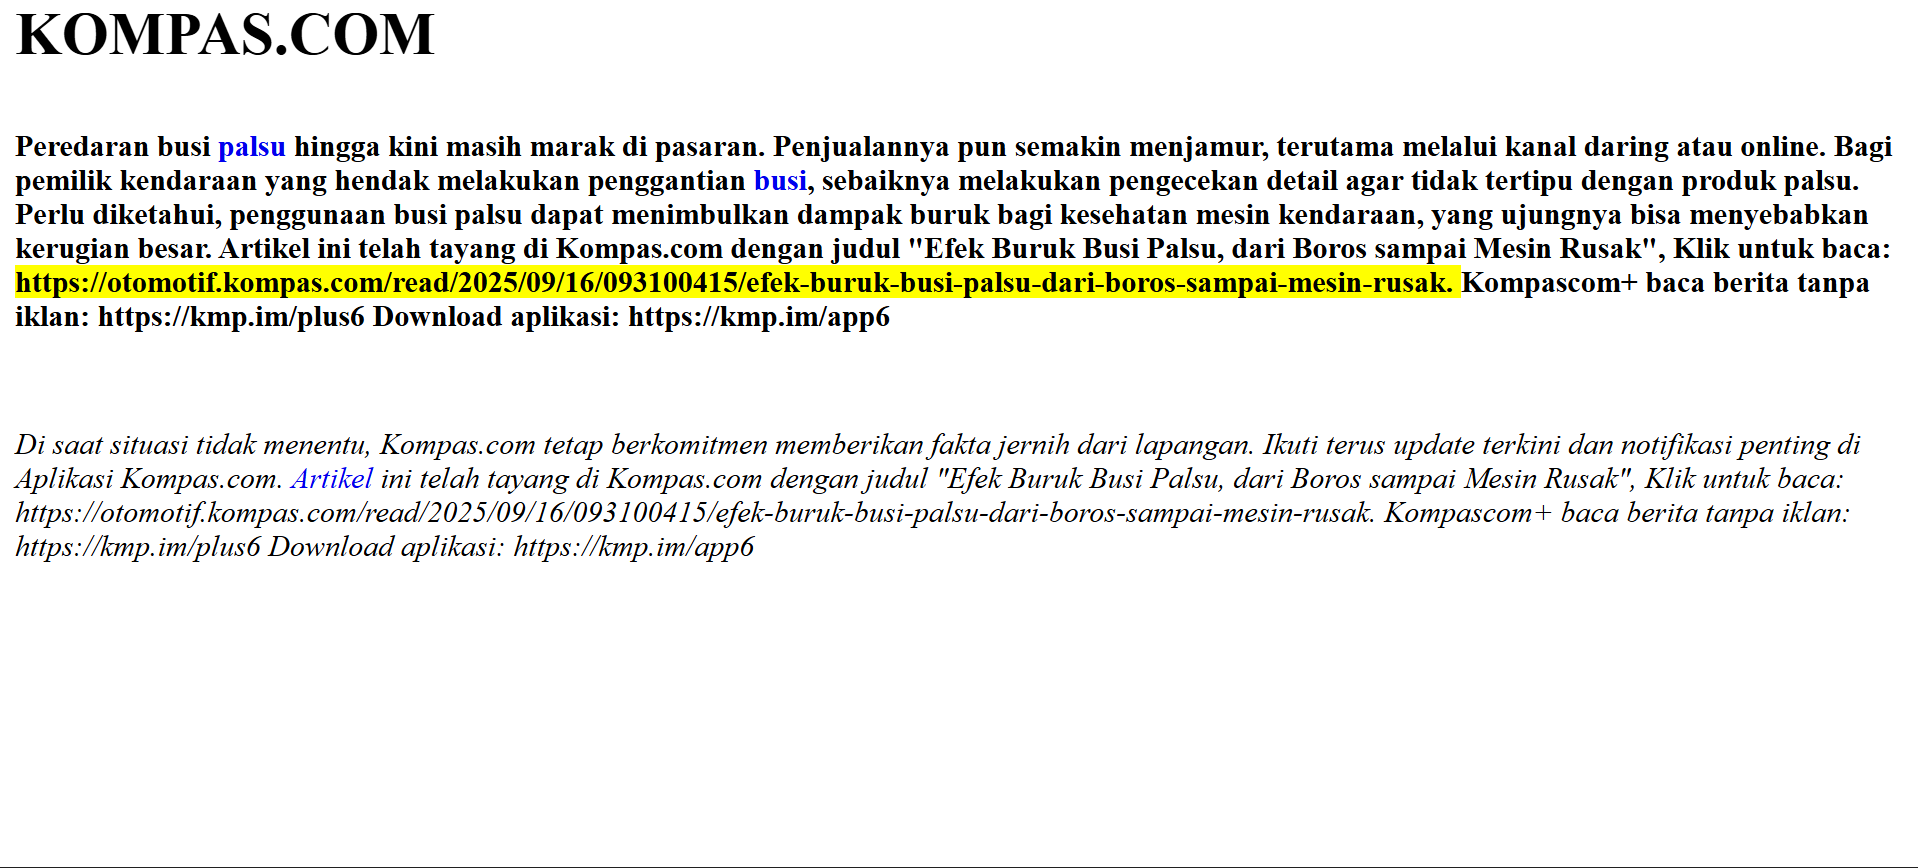 KOMPAS.COM
Peredaran busi palsu hingga kini masih marak di pasaran. Penjualannya pun semakin menjamur, terutama melalui kanal daring atau online. Bagi
pemilik kendaraan yang hendak melakukan penggantian busi, sebaiknya melakukan pengecekan detail agar tidak tertipu dengan produk palsu.
Perlu diketahui, penggunaan busi palsu dapat menimbulkan dampak buruk bagi kesehatan mesin kendaraan, yang ujungnya bisa menyebabkan
kerugian besar. Artikel ini telah tayang di Kompas.com dengan judul "Efek Buruk Busi Palsu, dari Boros sampai Mesin Rusak", Klik untuk baca:
https://otomotif.kompas.com/read/2025/09/16/093100415/efek-buruk-busi-palsu-dari-boros-sampai-mesin-rusak. Kompascom+ baca berita tanpa
iklan: https://kmp.im/plus6 Download aplikasi: https://kmp.im/app6
Di saat situasi tidak menentu, Kompas.com tetap berkomitmen memberikan fakta jernih dari lapangan. Ikuti terus update terkini dan notifikasi penting di
Aplikasi Kompas.com. Artikel ini telah tayang di Kompas.com dengan judul "Efek Buruk Busi Palsu, dari Boros sampai Mesin Rusak", Klik untuk baca:
https://otomotif.kompas.com/read/2025/09/16/093100415/efek-buruk-busi-palsu-dari-boros-sampai-mesin-rusak. Kompascom+ baca berita tanpa iklan:
https://kmp.im/plus6 Download aplikasi: https://kmp.im/app6